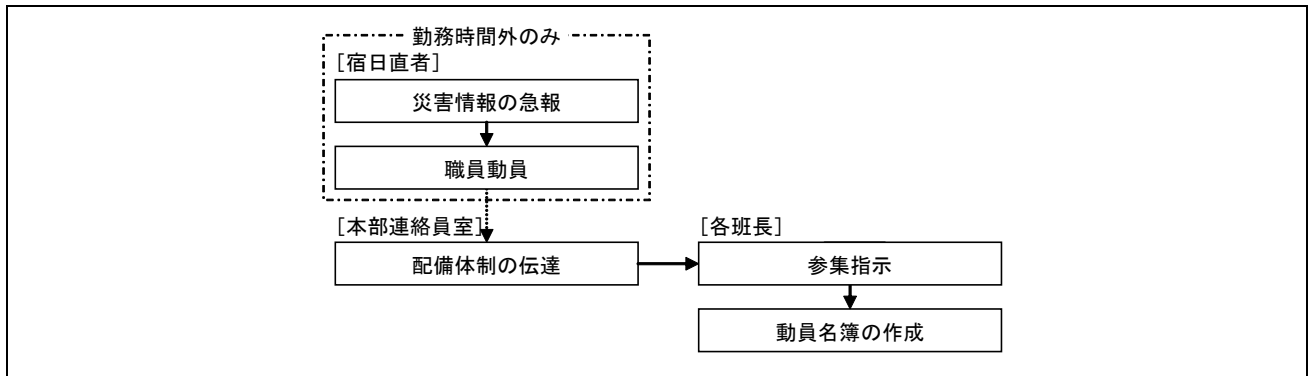 勤務時間外のみ
［宿日直者］
災害情報の急報
職員動員
［本部連絡員室］
［各班長］
配備体制の伝達
参集指示
動員名簿の作成